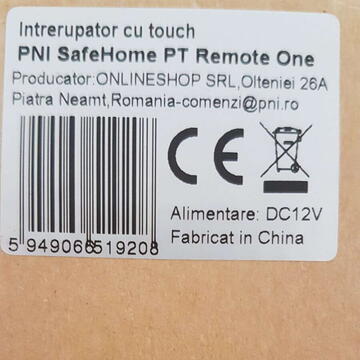 Intrerupator cu touch
PNI SafeHome PT Remote One
Producator:ONLINESHOP SRL,Olteniei 26A
Piatra Neamt,Romania-comenzi@pni.ro
CE
Alimentare: DC12V
Fabricat in China
5 949066 519208